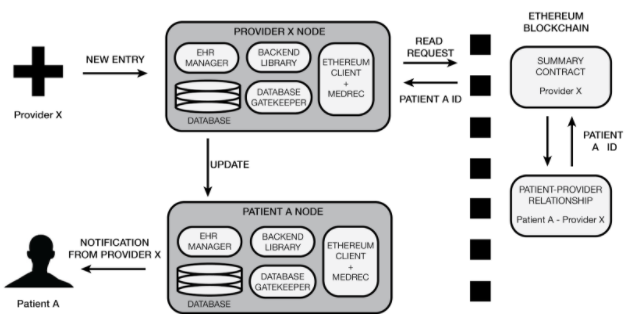 Provider X
NEW ENTRY
PROVIDER X NODE
EHR
MANAGER
BACKEND
LIBRARY
ETHEREUM
CLIENT
+
MEDREC
DATABASE
GATEKEEPER
DATABASE
READ
REQUEST
PATIENT A ID
ETHEREUM
BLOCKCHAIN
SUMMARY
CONTRACT
Provider X
PATIENT
A ID
PATIENT-PROVIDER
RELATIONSHIP
Patient A - Provider X
UPDATE
PATIENT A NODE
EHR
MANAGER
BACKEND
LIBRARY
ETHEREUM
CLIENT
+
MEDREC
DATABASE
GATEKEEPER
DATABASE
NOTIFICATION
FROM PROVIDER X
Patient A